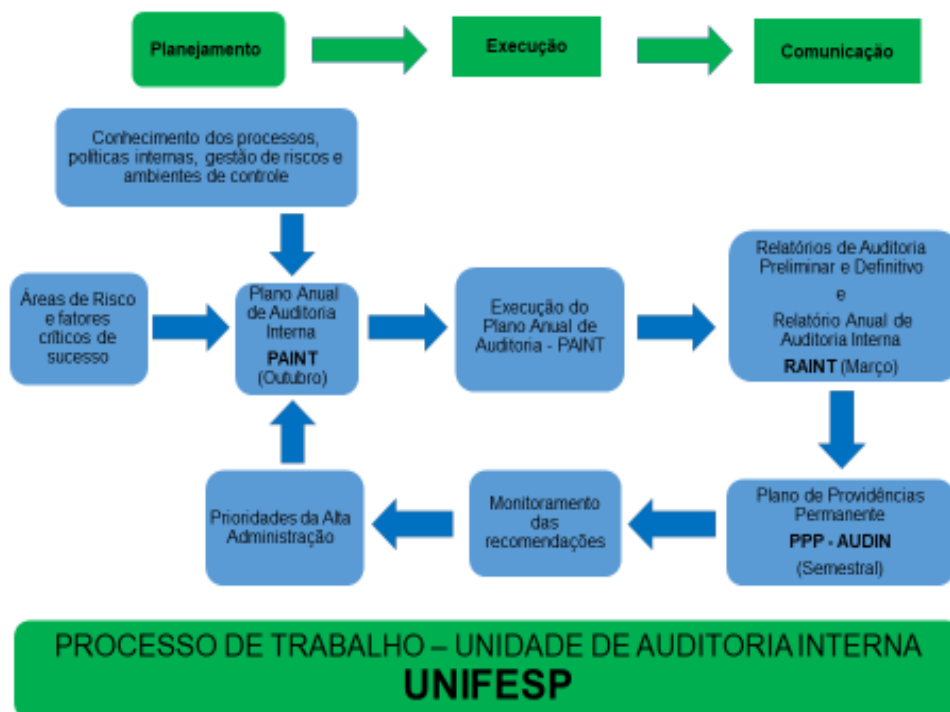 Planejamento
Execução
Comunicação
Conhecimento dos processos,
políticas internas, gestão de riscos e
ambientes de controle
Áreas de Risco
e fatores
críticos de
sucesso
Plano Anual
de Auditoria
Interna
PAINT
(Outubro)
Execução do
Plano Anual de
Auditoria - PAINT
Relatórios de Auditoria
Preliminar e Definitivo
e
Relatório Anual de
Auditoria Interna
RAINT (Março)
Prioridades da Alta
Administração
Monitoramento
das
recomendações
Plano de Providências
Permanente
PPP - AUDIN
(Semestral)
PROCESSO DE TRABALHO – UNIDADE DE AUDITORIA INTERNA
UNIFESP